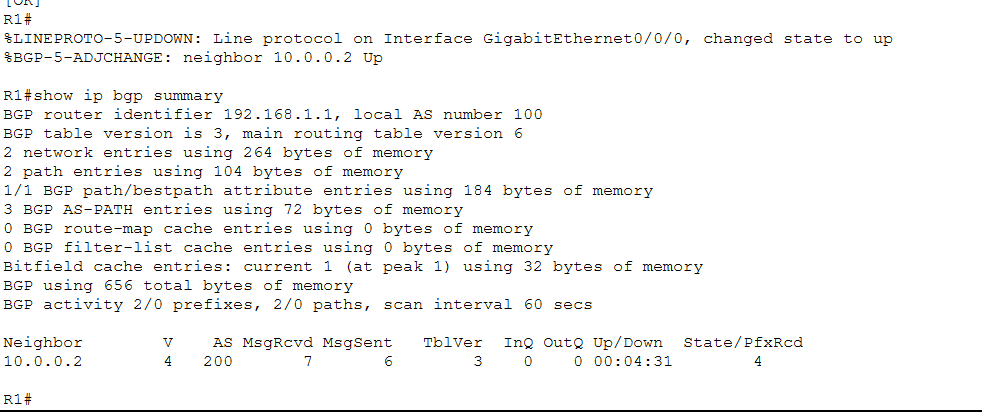 [OK]
R1#
%LINEPROTO-5-UPDOWN: Line protocol on Interface GigabitEthernet0/0/0, changed state to up
%BGP-5-ADJCHANGE: neighbor 10.0.0.2 Up
R1#show ip bgp summary
BGP router identifier 192.168.1.1, local AS number 100
BGP table version is 3, main routing table version 6
2 network entries using 264 bytes of memory
2 path entries using 104 bytes of memory
1/1 BGP path/bestpath attribute entries using 184 bytes of memory
3 BGP AS-PATH entries using 72 bytes of memory
0 BGP route-map cache entries using 0 bytes of memory
0 BGP filter-list cache entries using 0 bytes of memory
Bitfield cache entries: current 1 (at peak 1) using 32 bytes of memory
BGP using 656 total bytes of memory
BGP activity 2/0 prefixes, 2/0 paths, scan interval 60 secs
Neighbor V AS MsgRcvd MsgSent TblVer InQ OutQ Up/Down State/PfxRcd
10.0.0.2 4 200 7 6 3 0 0 00:04:31 4
R1#